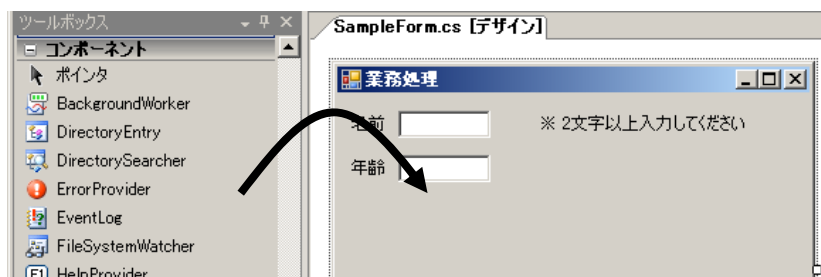 ツールボックス
コンポーネント
ポインタ
BackgroundWorker
DirectoryEntry
DirectorySearcher
ErrorProvider
EventLog
FileSystemWatcher
HelpProvider
SampleForm.cs [デザイン]
業務処理
名前
※ 2文字以上入力してください
年齢